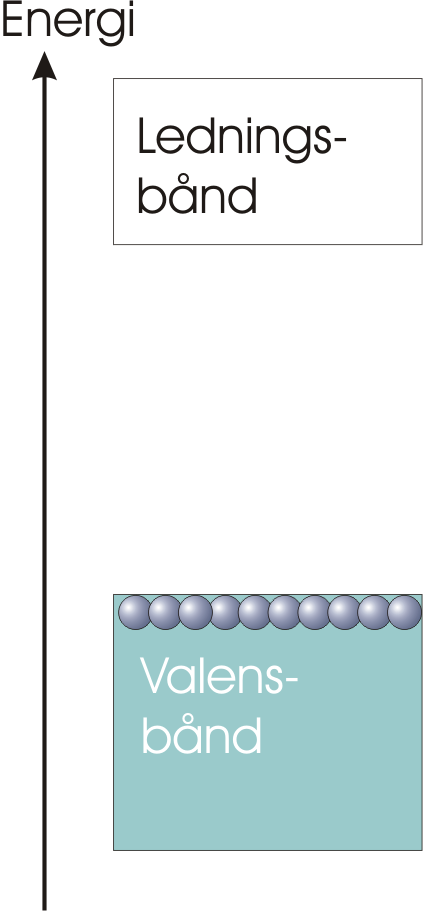 Energi
Lednings-
bånd
Valens-
bånd